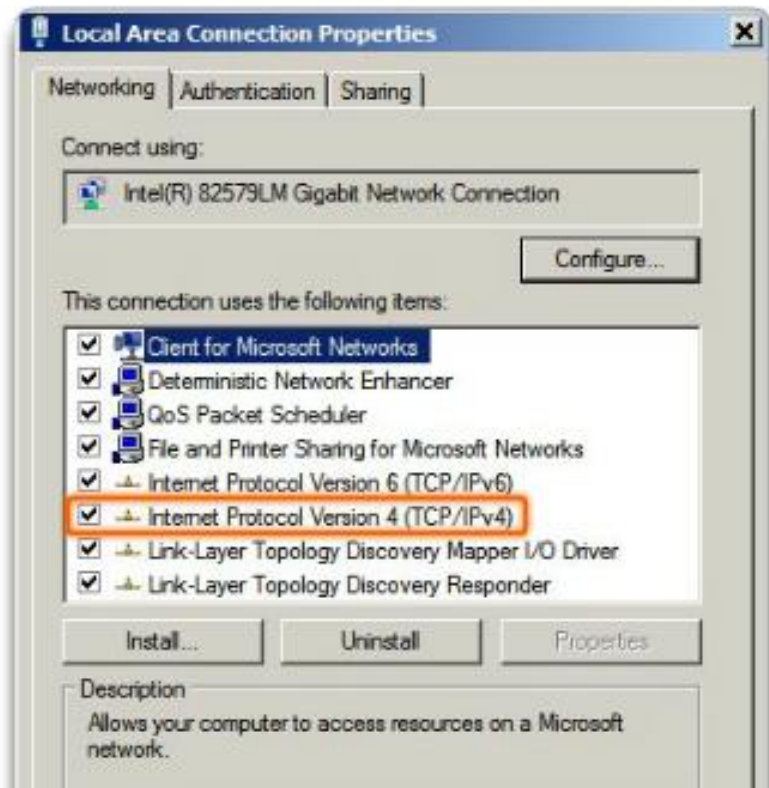 Local Area Connection Properties
Networking Authentication Sharing
Connect using:
Intel(R) 82579LM Gigabit Network Connection
Configure...
This connection uses the following items:
Client for Microsoft Networks
Deterministic Network Enhancer
QoS Packet Scheduler
File and Printer Sharing for Microsoft Networks
Internet Protocol Version 6 (TCP/IPv6)
Internet Protocol Version 4 (TCP/IPv4)
Link-Layer Topology Discovery Mapper I/O Driver
Link-Layer Topology Discovery Responder
Install... Uninstall Properties
Description
Allows your computer to access resources on a Microsoft
network.